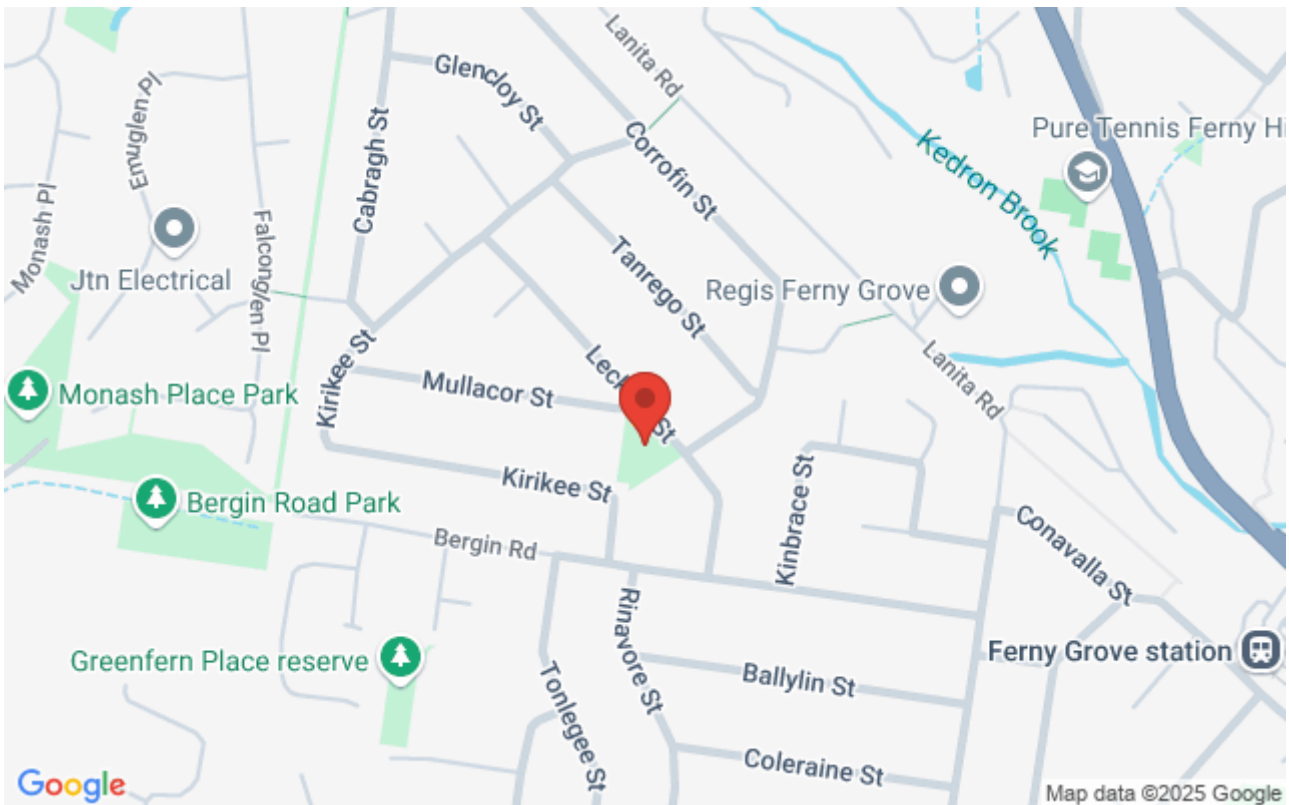 Lanita Rd
Glencloy St
Emuglen Pl
Cabragh St
Corrofin St
Pure Tennis Ferny Hi
Kedron Brook
Monash Pl
Falconglen Pl
Jtn Electrical
Tanrego St
Regis Ferny Grove
Kirikee St
Mullacor St
St
Lanita Rd
Monash Place Park
Kirikee St
Kinbrace St
Bergin Road Park
Bergin Rd
Conavalla St
Rinavore St
Greenfern Place reserve
Ferny Grove station
Tonlegee St
Ballylin St
Coleraine St
Google
Map data ©2025 Google